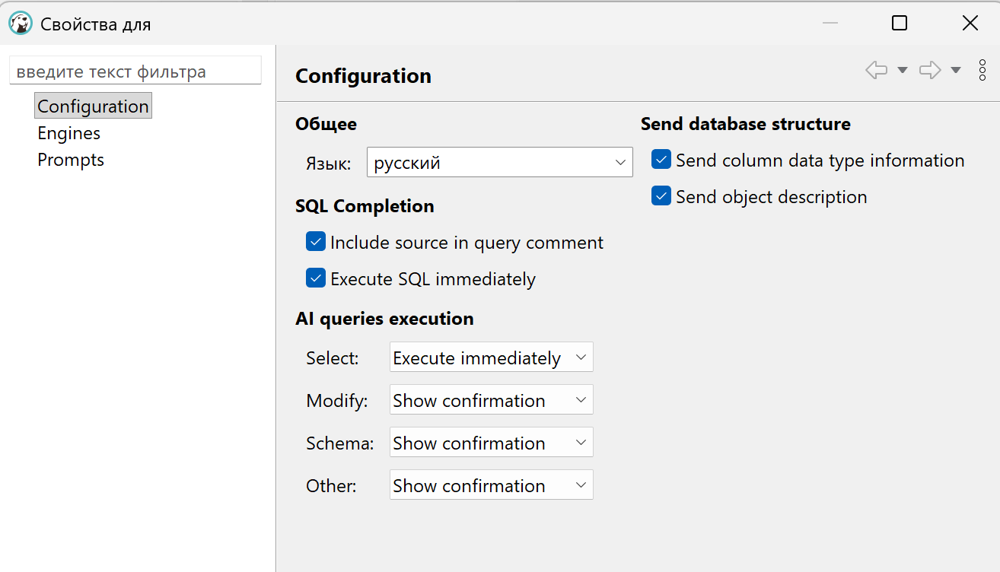 Свойства для
введите текст фильтра
Configuration
Engines
Prompts
Configuration
Общее
Язык: русский
SQL Completion
Include source in query comment
Execute SQL immediately
AI queries execution
Select: Execute immediately
Modify: Show confirmation
Schema: Show confirmation
Other: Show confirmation
Send database structure
Send column data type information
Send object description